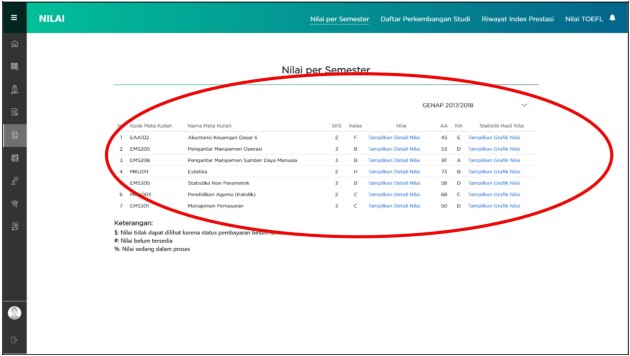 NILAI
Nilai per Semester Daftar Perkembangan Studi Riwayat Index Prestasi Nilai TOEFL
Nilai per Semester
GENAP 2017/2018
Kode Mata Kuliah Nama Mata Kuliah SKS Kelas Nilai AA NA Statistik Hasil Nilai
1 EAA102 Akuntansi Keuangan Dasar II 2 F Tampilkan Detail Nilai 43 E Tampilkan Grafik Nilai
2 EMS205 Pengantar Manajemen Operasi 3 B Tampilkan Detail Nilai 53 D Tampilkan Grafik Nilai
3 EMS206 Pengantar Manajemen Sumber Daya Manusia 3 B Tampilkan Detail Nilai 81 A Tampilkan Grafik Nilai
4 MKU011 Estetika 2 H Tampilkan Detail Nilai 73 B Tampilkan Grafik Nilai
EMS305 Statistika Non Parametrik 3 B Tampilkan Detail Nilai 58 D Tampilkan Grafik Nilai
6 Pendidikan Agama (Katolik) 2 C Tampilkan Detail Nilai 68 C Tampilkan Grafik Nilai
7 EMS301 Manajemen Pemasaran 3 C Tampilkan Detail Nilai 50 D Tampilkan Grafik Nilai
Keterangan:
$: Nilai tidak dapat dilihat karena status pembayaran belum
#: Nilai belum tersedia
%: Nilai sedang dalam proses